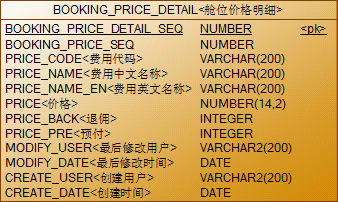 BOOKING_PRICE_DETAIL<舱位价格明细>
BOOKING_PRICE_DETAIL_SEQ NUMBER <pk>
BOOKING_PRICE_SEQ NUMBER
PRICE_CODE<费用代码> VARCHAR(200)
PRICE_NAME<费用中文名称> VARCHAR(200)
PRICE_NAME_EN<费用英文名称> VARCHAR(200)
PRICE<价格> NUMBER(14,2)
PRICE_BACK<退佣> INTEGER
PRICE_PRE<预付> INTEGER
MODIFY_USER<最后修改用户> VARCHAR2(200)
MODIFY_DATE<最后修改时间> DATE
CREATE_USER<创建用户> VARCHAR2(200)
CREATE_DATE<创建时间> DATE